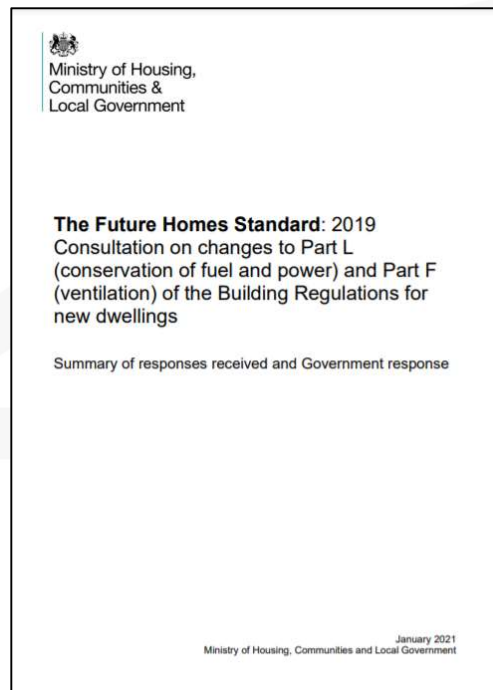 Ministry of Housing,
Communities &
Local Government
The Future Homes Standard: 2019
Consultation on changes to Part L
(conservation of fuel and power) and Part F
(ventilation) of the Building Regulations for
new dwellings
Summary of responses received and Government response
January 2021
Ministry of Housing, Communities and Local Government